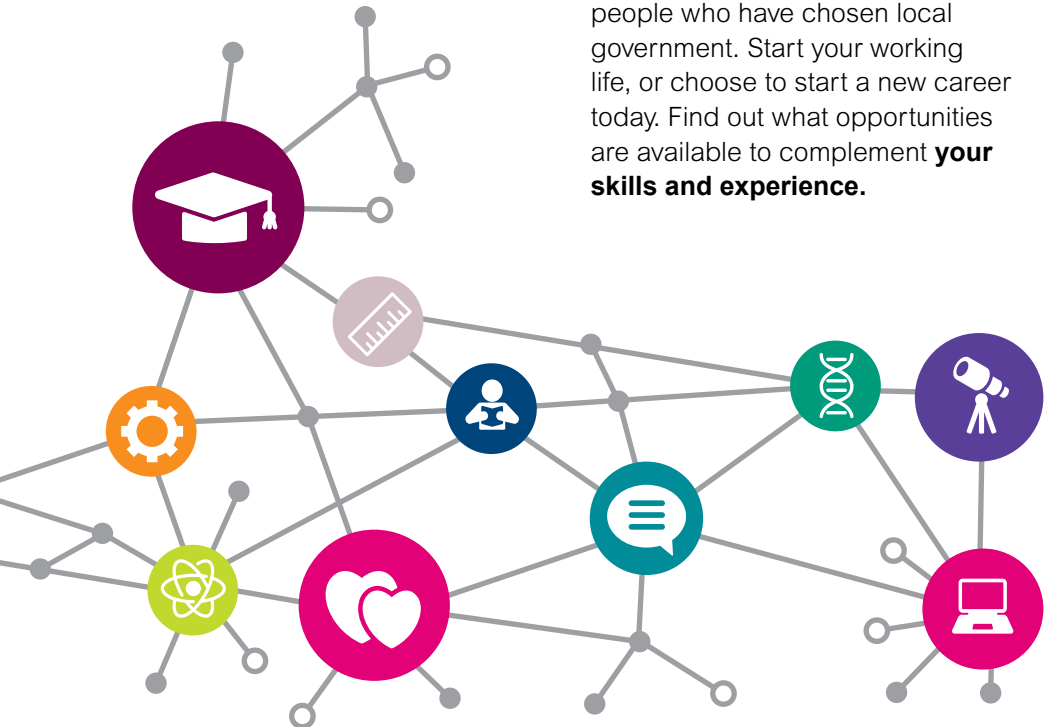 people who have chosen local
government. Start your working
life, or choose to start a new career
today. Find out what opportunities
are available to complement your
skills and experience.